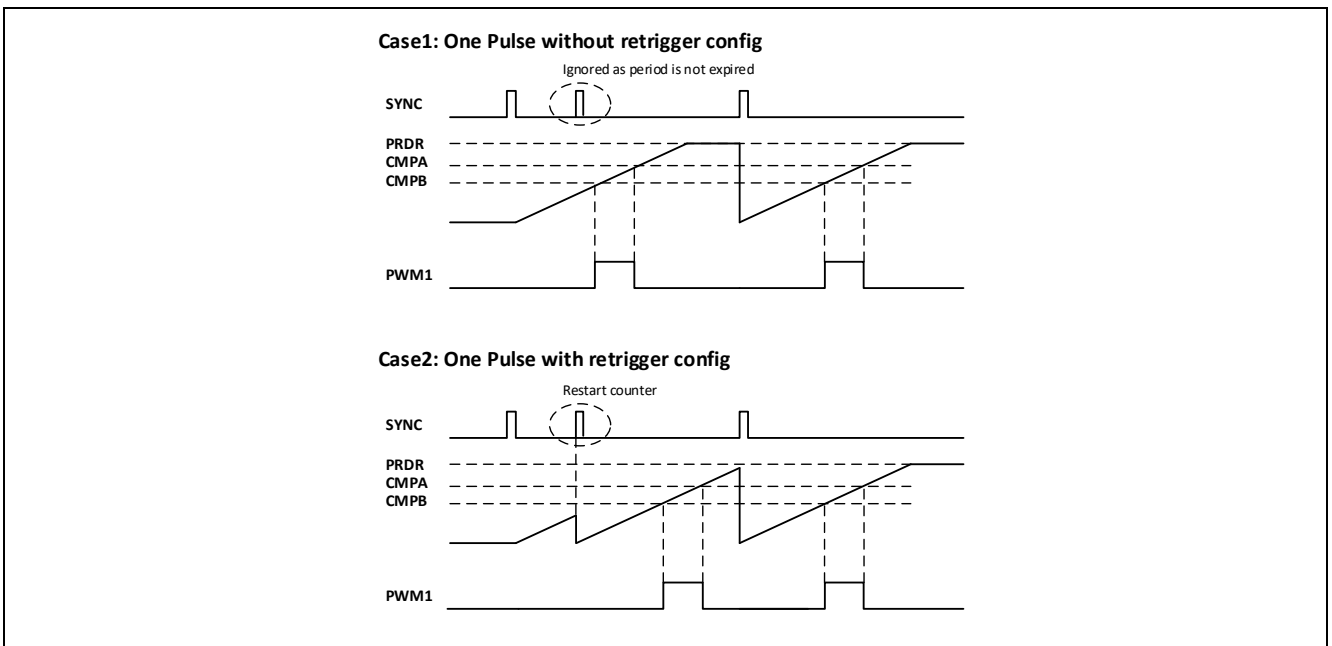 Case1: One Pulse without retrigger config
Ignored as period is not expired
SYNC
PRDR
CMPA
CMPB
PWM1
Case2: One Pulse with retrigger config
Restart counter
SYNC
PRDR
CMPA
CMPB
PWM1